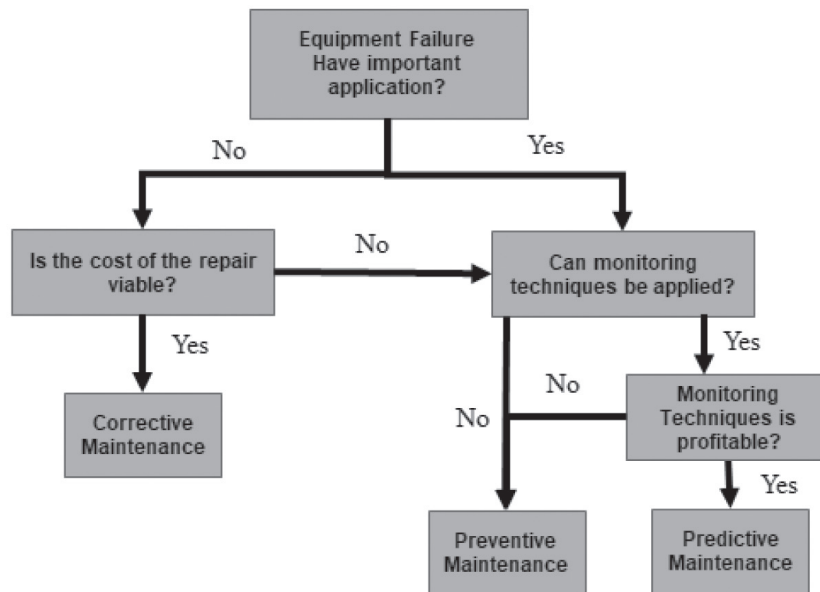 Equipment Failure
Have important
application?
No
Yes
Is the cost of the repair
viable?
No
Can monitoring
techniques be applied?
Yes
Yes
No
Monitoring
Techniques is
profitable?
Corrective
Maintenance
No
Yes
Preventive
Maintenance
Predictive
Maintenance